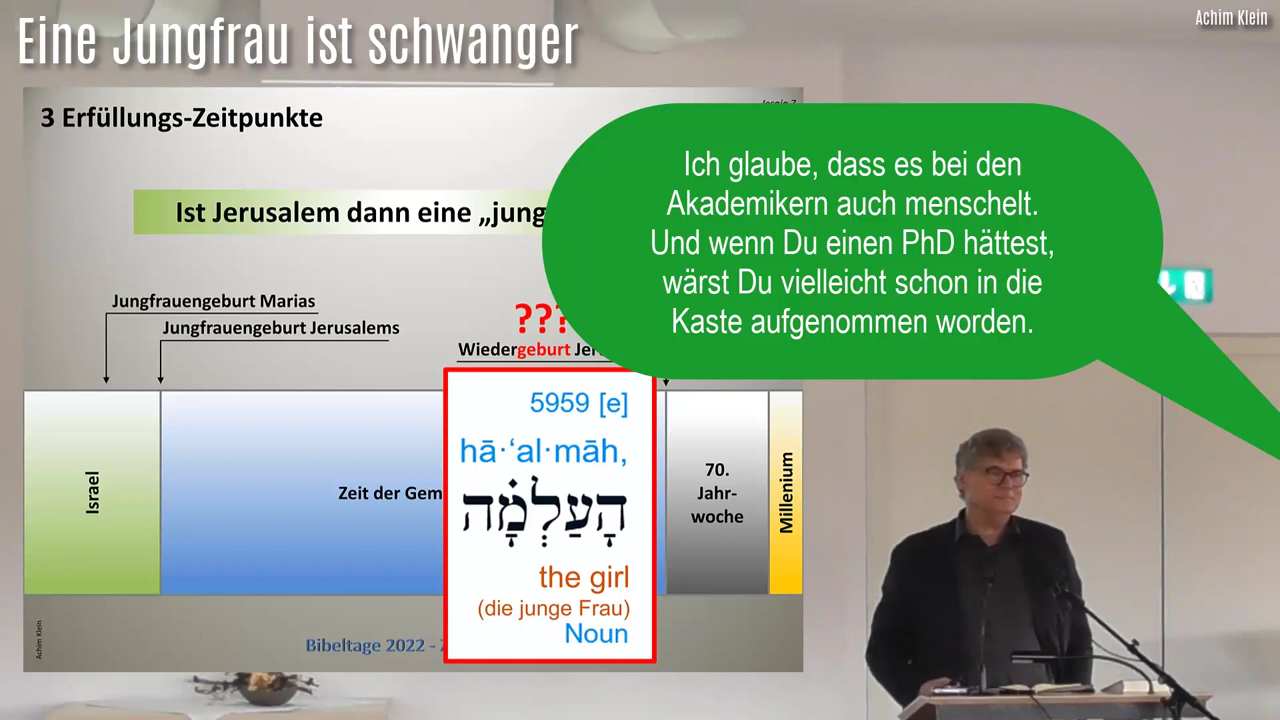 Eine Jungfrau ist schwanger
Achim Klein
3 Erfüllungs-Zeitpunkte
Ist Jerusalem dann eine „jung
Ich glaube, dass es bei den
Akademikern auch menschelt.
Und wenn Du einen PhD hättest,
wärst Du vielleicht schon in die
Kaste aufgenommen worden.
Jungfrauengeburt Marias
Jungfrauengeburt Jerusalems
???
Wiedergeburt Jer
Israel
Zeit der Gem
5959 [e]
hā·‘al·māh,
הָעַלְמָ֗ה
the girl
(die junge Frau)
Noun
70.
Jahr-
woche
Millenium
Achim Klein
Bibeltage 2022 -